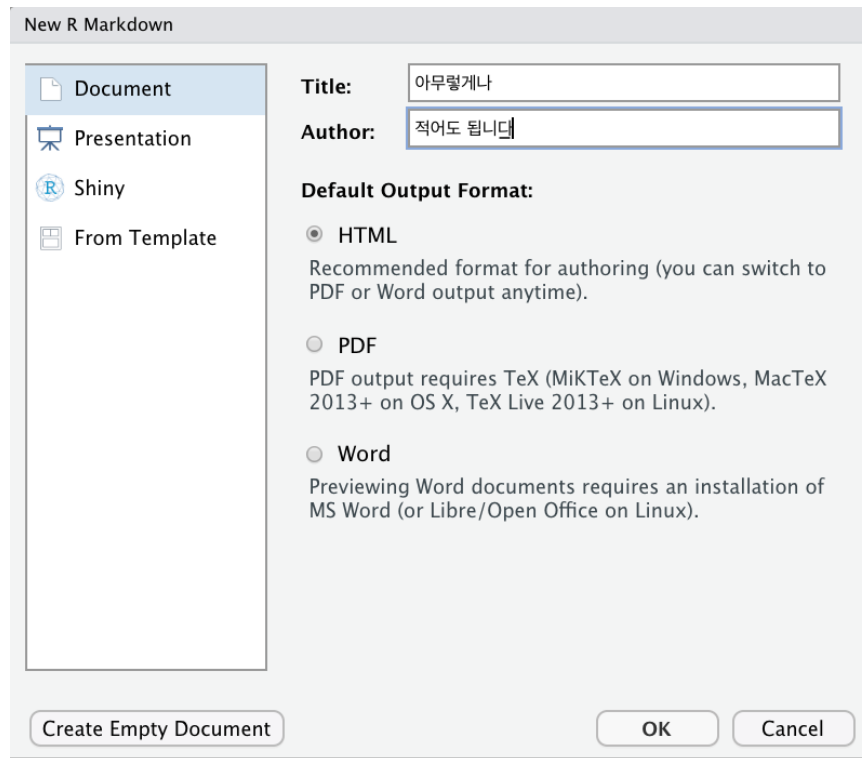 New R Markdown
Document
Presentation
R Shiny
From Template
Title: 아무렇게나
Author: 적어도 됩니다
Default Output Format:
HTML
Recommended format for authoring (you can switch to
PDF or Word output anytime).
PDF
PDF output requires TeX (MiKTeX on Windows, MacTeX
2013+ on OS X, TeX Live 2013+ on Linux).
Word
Previewing Word documents requires an installation of
MS Word (or Libre/Open Office on Linux).
Create Empty Document
OK
Cancel